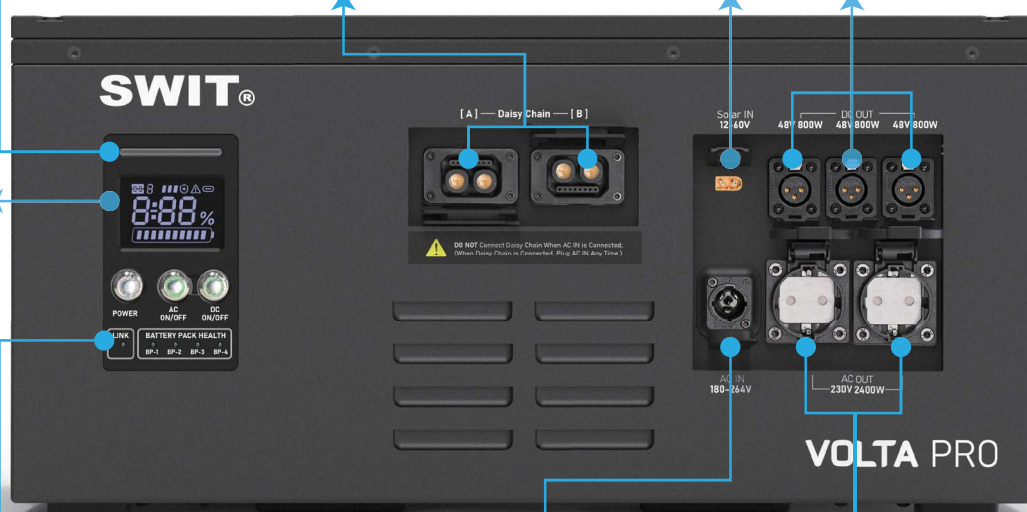 SWIT®
8:88%
POWER
AC
ON/OFF
DC
ON/OFF
LINK
BATTERY PACK HEALTH
BP-1 BP-2 BP-3 BP-4
[ A ] — Daisy Chain — [ B ]
DO NOT Connect Daisy Chain When AC IN is Connected;
(When Daisy Chain is Connected, Plug AC IN Any Time.)
Solar IN
12-60V
DC OUT
48V 800W 48V 800W 48V 800W
AC IN
180-264V
AC OUT
230V 2400W
VOLTA PRO